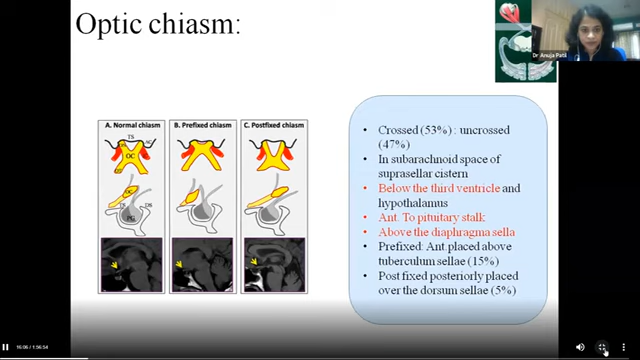 Optic chiasm:
Dr Anuja Patil
A. Normal chiasm
B. Prefixed chiasm
C. Postfixed chiasm
TS
OC
OC
TS
DS
PG
• Crossed (53%) : uncrossed
(47%)
• In subarachnoid space of
suprasellar cistern
• Below the third ventricle and
hypothalamus
• Ant. To pituitary stalk
• Above the diaphragma sella
• Prefixed: Ant. placed above
tuberculum sellae (15%)
• Post fixed posteriorly placed
over the dorsum sellae (5%)
16:06 / 1:56:54